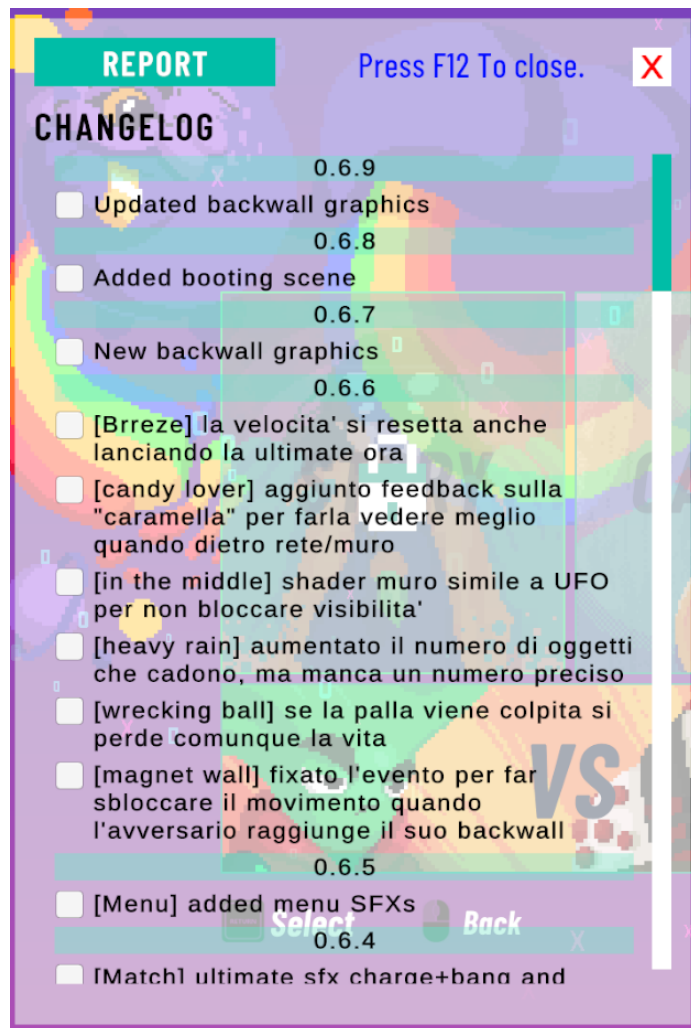 REPORT
Press F12 To close.
X
CHANGELOG
0.6.9
Updated backwall graphics
0.6.8
Added booting scene
0.6.7
New backwall graphics
0.6.6
[Brreze] la velocita' si resetta anche
lanciando la ultimate ora
[candy lover] aggiunto feedback sulla
"caramella" per farla vedere meglio
quando dietro rete/muro
[in the middle] shader muro simile a UFO
per non bloccare visibilita'
[heavy rain] aumentato il numero di oggetti
che cadono, ma manca un numero preciso
[wrecking ball] se la palla viene colpita si
perde comunque la vita
[magnet wall] fixato l'evento per far
sbloccare il movimento quando
l'avversario raggiunge il suo backwall
VS
0.6.5
[Menu] added menu SFXs
Select
Back
0.6.4
[Match] ultimate sfx charge+bang and